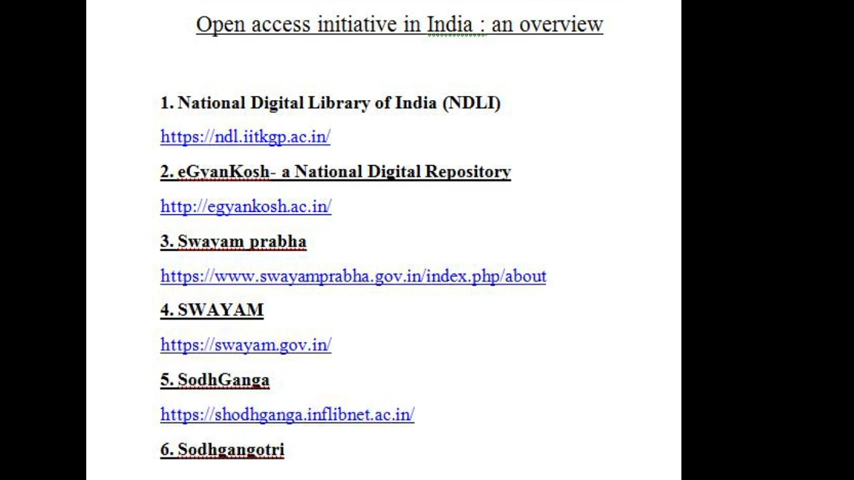 Open access initiative in India : an overview
1. National Digital Library of India (NDLI)
https://ndl.iitkgp.ac.in/
2. eGyanKosh- a National Digital Repository
http://egyankosh.ac.in/
3. Swayam prabha
https://www.swayamprabha.gov.in/index.php/about
4. SWAYAM
https://swayam.gov.in/
5. SodhGanga
https://shodhganga.inflibnet.ac.in/
6. Sodhgangotri